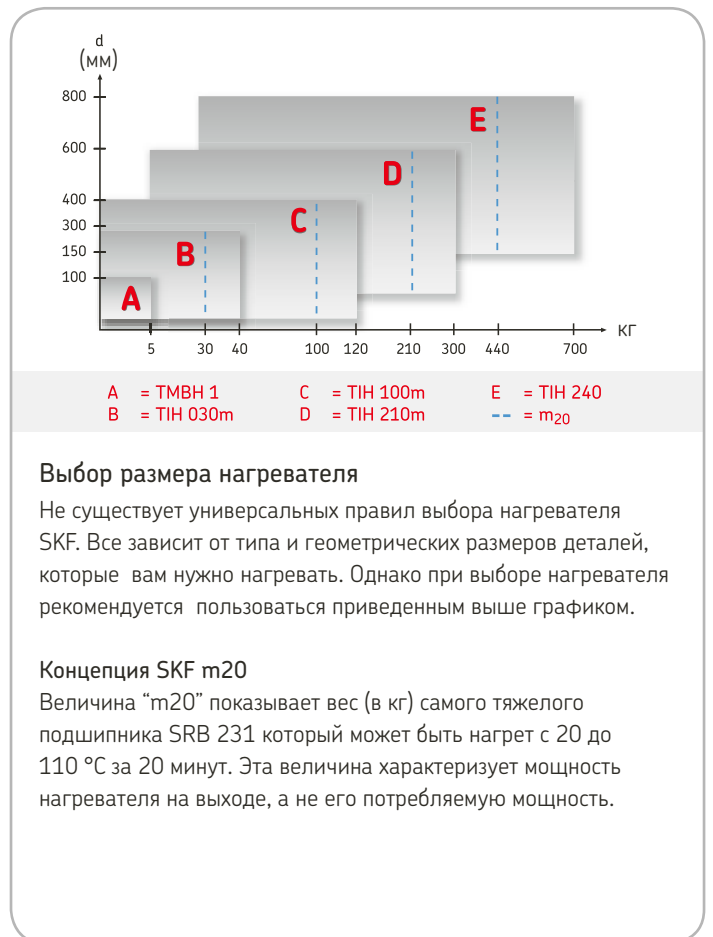 d
(мм)
800
600
400
300
150
100
E
D
C
B
A
5 30 40 100 120 210 300 440 700
кг
A = TMBH 1 C = TIH 100m E = TIH 240
B = TIH 030m D = TIH 210m -- = m20
Выбор размера нагревателя
Не существует универсальных правил выбора нагревателя
SKF. Все зависит от типа и геометрических размеров деталей,
которые вам нужно нагревать. Однако при выборе нагревателя
рекомендуется пользоваться приведенным выше графиком.
Концепция SKF m20
Величина “m20” показывает вес (в кг) самого тяжелого
подшипника SRB 231 который может быть нагрет с 20 до
110 °C за 20 минут. Эта величина характеризует мощность
нагревателя на выходе, а не его потребляемую мощность.